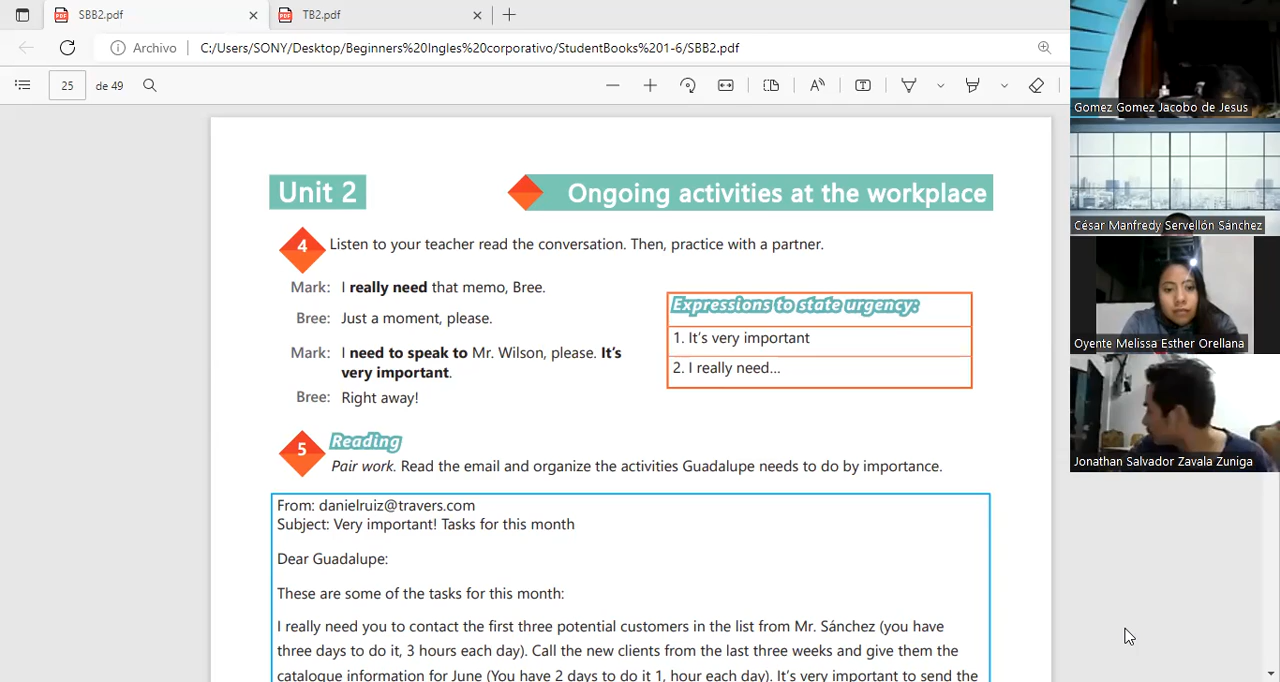 SBB2.pdf
TB2.pdf
Archivo
C:/Users/SONY/Desktop/Beginners%20Ingles%20corporativo/StudentBooks%201-6/SBB2.pdf
25 de 49
Unit 2
Ongoing activities at the workplace
4 Listen to your teacher read the conversation. Then, practice with a partner.
Mark: I really need that memo, Bree.
Bree: Just a moment, please.
Mark: I need to speak to Mr. Wilson, please. It's
very important.
Bree: Right away!
Expressions to state urgency:
1. It's very important
2. I really need...
5 Reading
Pair work. Read the email and organize the activities Guadalupe needs to do by importance.
From: danielruiz@travers.com
Subject: Very important! Tasks for this month
Dear Guadalupe:
These are some of the tasks for this month:
I really need you to contact the first three potential customers in the list from Mr. Sánchez (you have
three days to do it, 3 hours each day). Call the new clients from the last three weeks and give them the
catalogue information for June (You have 2 days to do it 1, hour each day). It's very important to send the
Gomez Gomez Jacobo de Jesus
César Manfredy Servellón Sánchez
Oyente Melissa Esther Orellana
Jonathan Salvador Zavala Zuniga